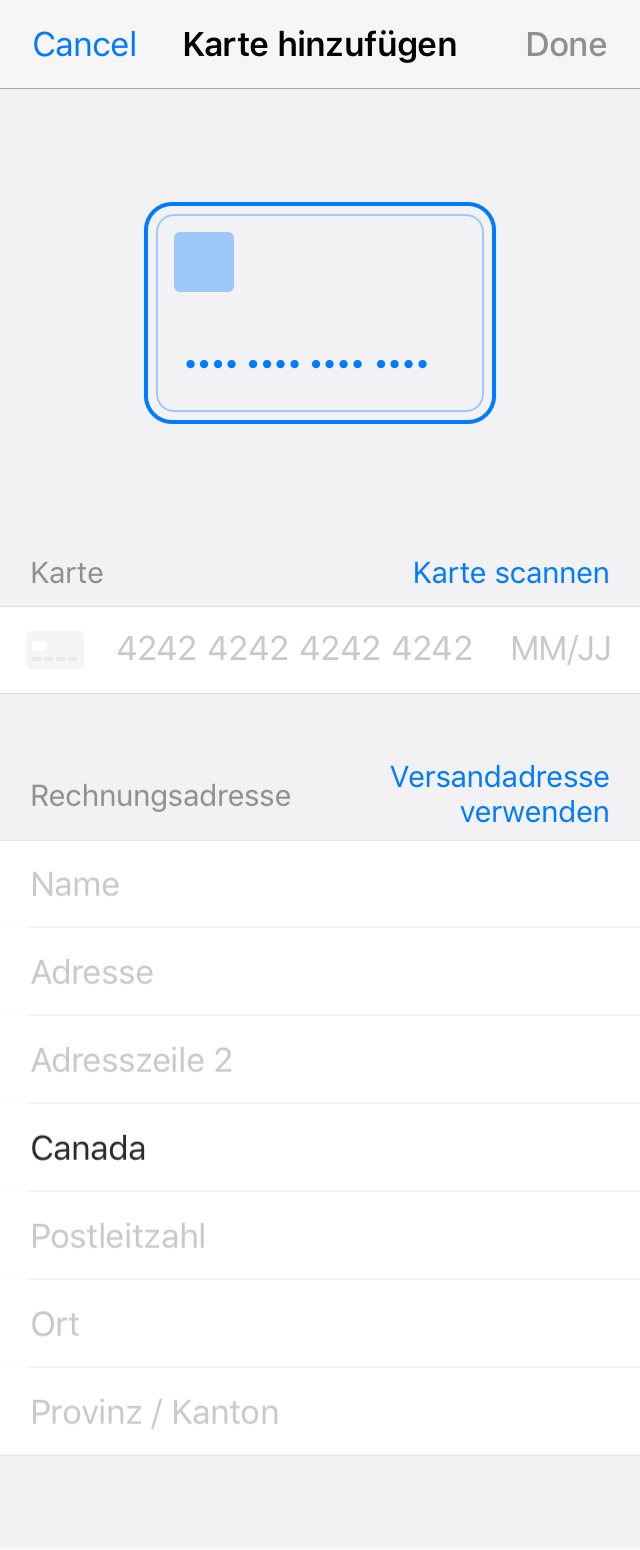 Cancel Karte hinzufügen Done
•••• •••• •••• ••••
Karte Karte scannen
4242 4242 4242 4242 MM/JJ
Rechnungsadresse
Versandadresse
verwenden
Name
Adresse
Adresszeile 2
Canada
Postleitzahl
Ort
Provinz / Kanton